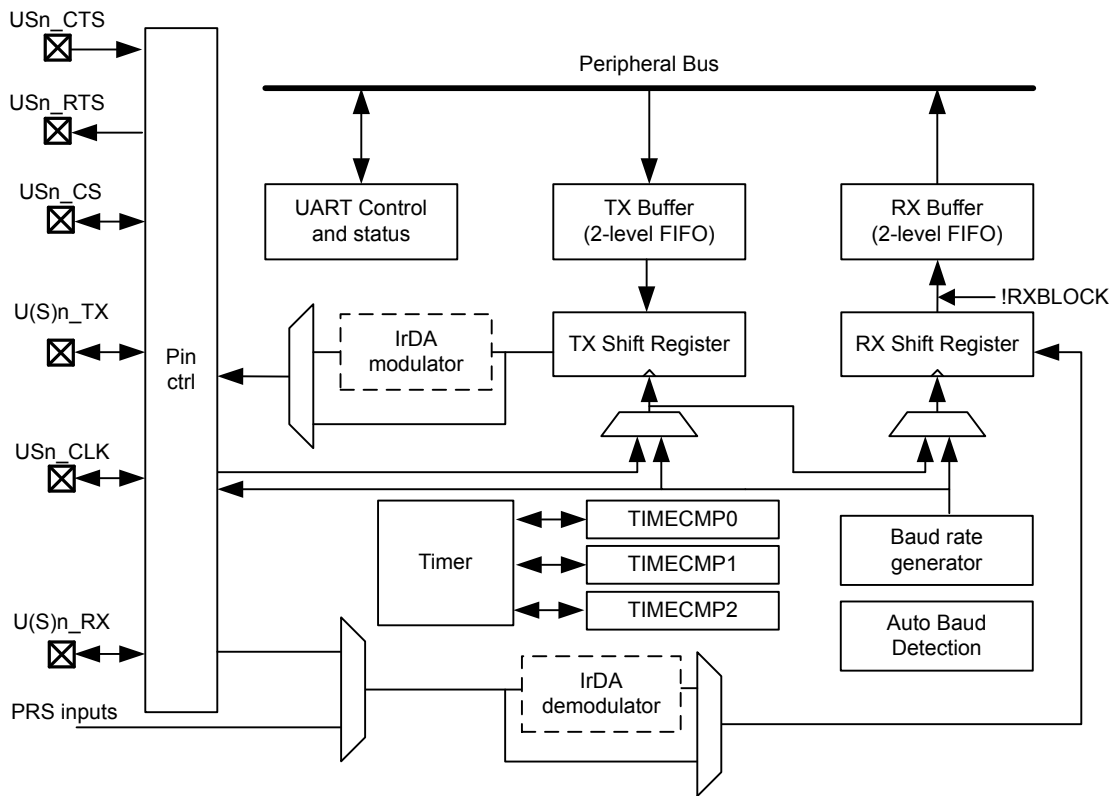 USn_CTS
Peripheral Bus
USn_RTS
USn_CS
UART Control
and status
TX Buffer
(2-level FIFO)
RX Buffer
(2-level FIFO)
!RXBLOCK
U(S)n_TX
Pin
ctrl
IrDA
modulator
TX Shift Register
RX Shift Register
USn_CLK
Timer
TIMECMP0
TIMECMP1
TIMECMP2
Baud rate
generator
Auto Baud
Detection
U(S)n_RX
PRS inputs
IrDA
demodulator